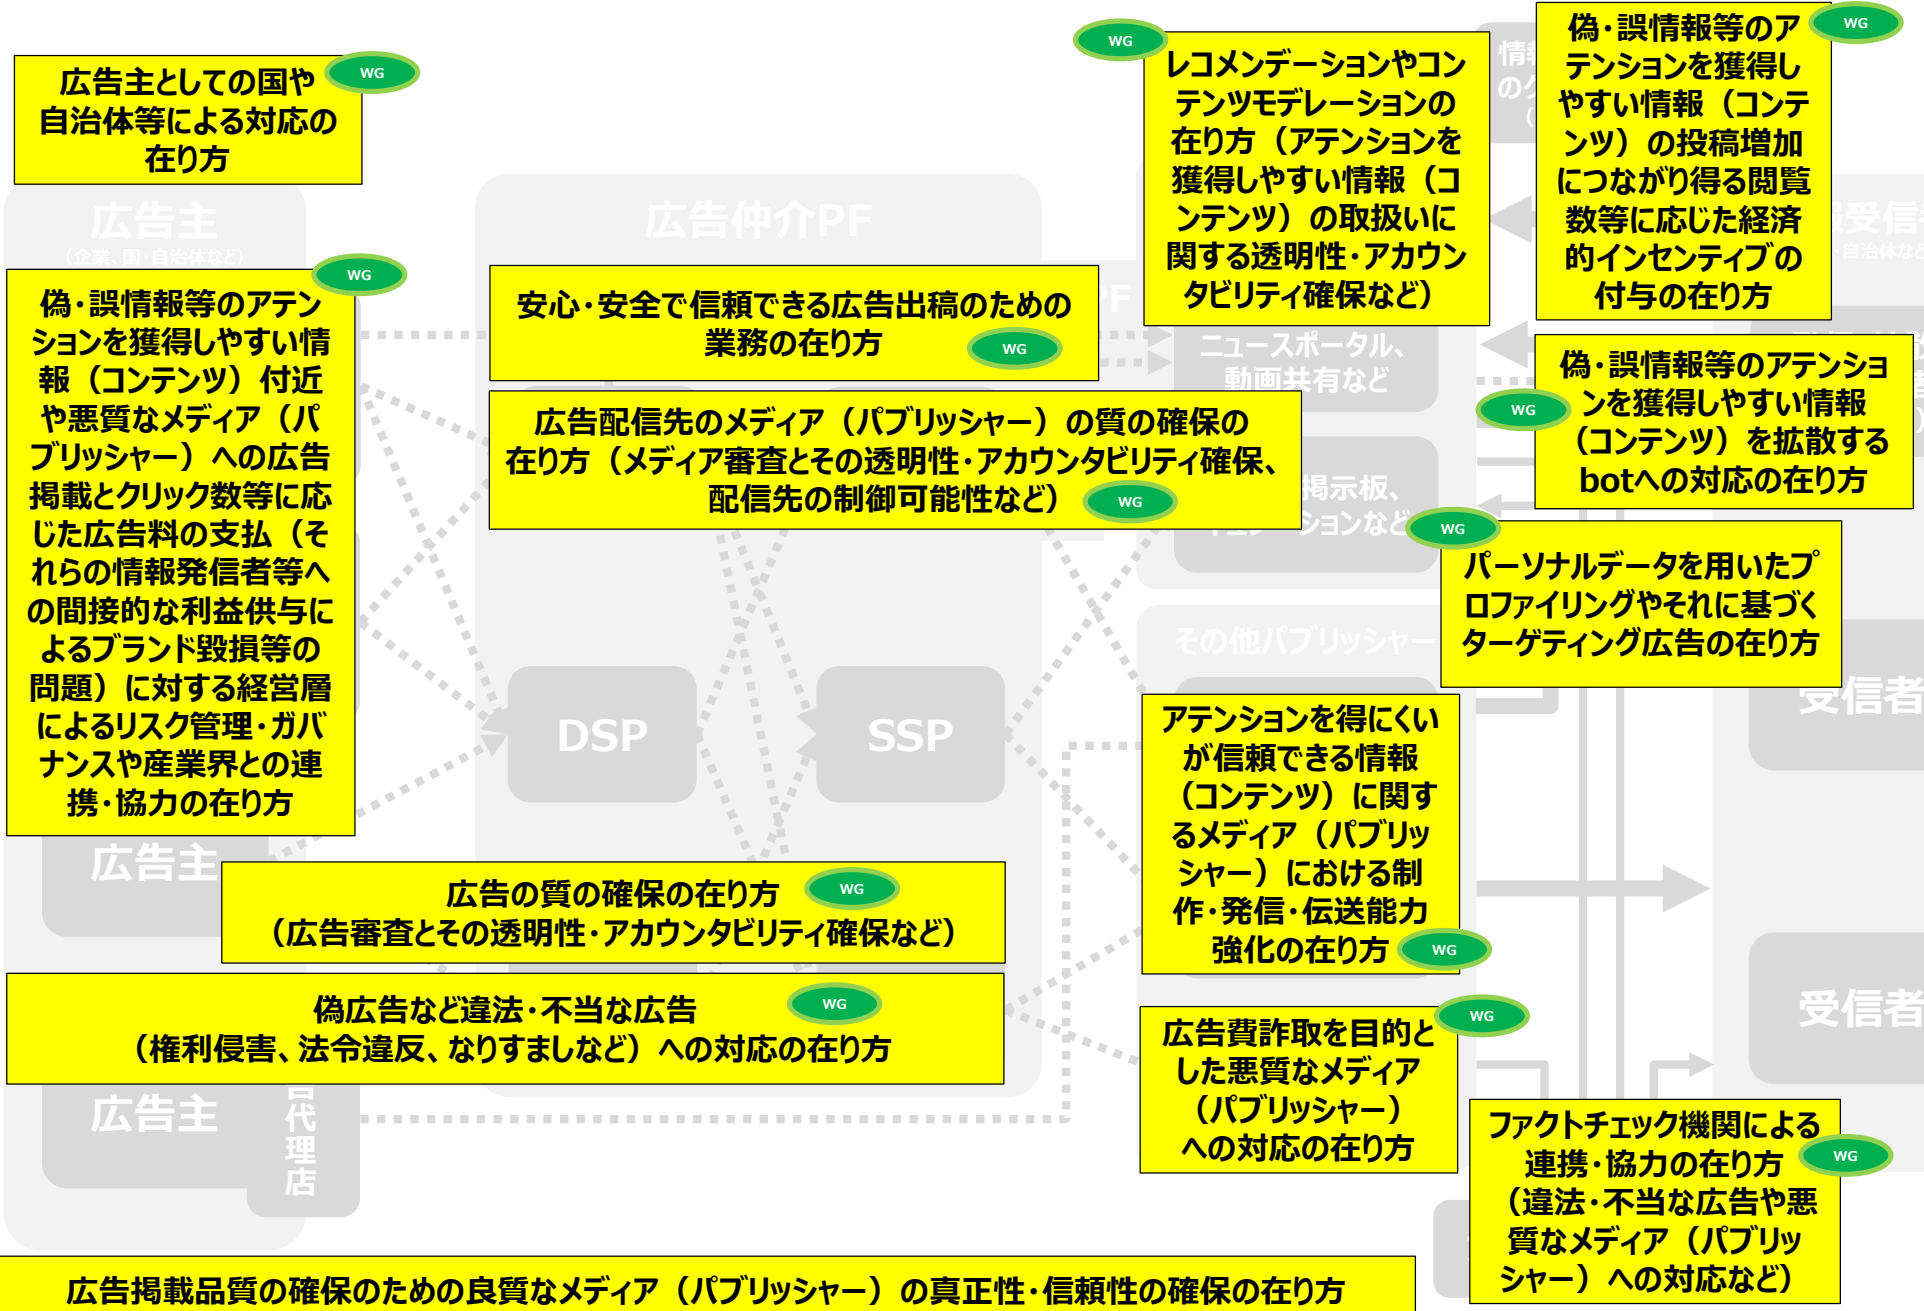 広告主としての国や
自治体等による対応の
在り方
WG
広告主
(企業、国・自治体など)
WG
偽・誤情報等のアテン
ションを獲得しやすい情
報（コンテンツ）付近
や悪質なメディア（パ
ブリッシャー）への広告
掲載とクリック数等に応
じた広告料の支払（そ
れらの情報発信者等へ
の間接的な利益供与に
よるブランド毀損等の
問題）に対する経営層
によるリスク管理・ガバ
ナンスや産業界との連
携・協力の在り方
広告主
広告主
代
理
店
広告仲介PF
安心・安全で信頼できる広告出稿のための
業務の在り方
WG
広告配信先のメディア（パブリッシャー）の質の確保の
在り方（メディア審査とその透明性・アカウンタビリティ確保、
配信先の制御可能性など）
WG
DSP
SSP
広告の質の確保の在り方
WG
（広告審査とその透明性・アカウンタビリティ確保など）
偽広告など違法・不当な広告
WG
（権利侵害、法令違反、なりすましなど）への対応の在り方
WG
レコメンデーションやコン
テンツモデレーションの
在り方（アテンションを
獲得しやすい情報（コ
ンテンツ）の取扱いに
関する透明性・アカウン
タビリティ確保など）
PF
ニュースポータル、
動画共有など
掲示板、
ションなど
WG
偽・誤情報等のア
テンションを獲得し
やすい情報（コンテ
ンツ）の投稿増加
につながり得る閲覧
数等に応じた経済
的インセンティブの
付与の在り方
受信
・自治体など
偽・誤情報等のアテンショ
ンを獲得しやすい情報
（コンテンツ）を拡散する
botへの対応の在り方
WG
WG
パーソナルデータを用いたプ
ロファイリングやそれに基づく
ターゲティング広告の在り方
その他パブリッシャー
受信者
アテンションを得にくい
が信頼できる情報
（コンテンツ）に関す
るメディア（パブリッ
シャー）における制
作・発信・伝送能力
強化の在り方
WG
受信者
WG
広告費詐取を目的と
した悪質なメディア
（パブリッシャー）
への対応の在り方
ファクトチェック機関による
連携・協力の在り方
（違法・不当な広告や悪
質なメディア（パブリッ
シャー）への対応など）
WG
広告掲載品質の確保のための良質なメディア（パブリッシャー）の真正性・信頼性の確保の在り方